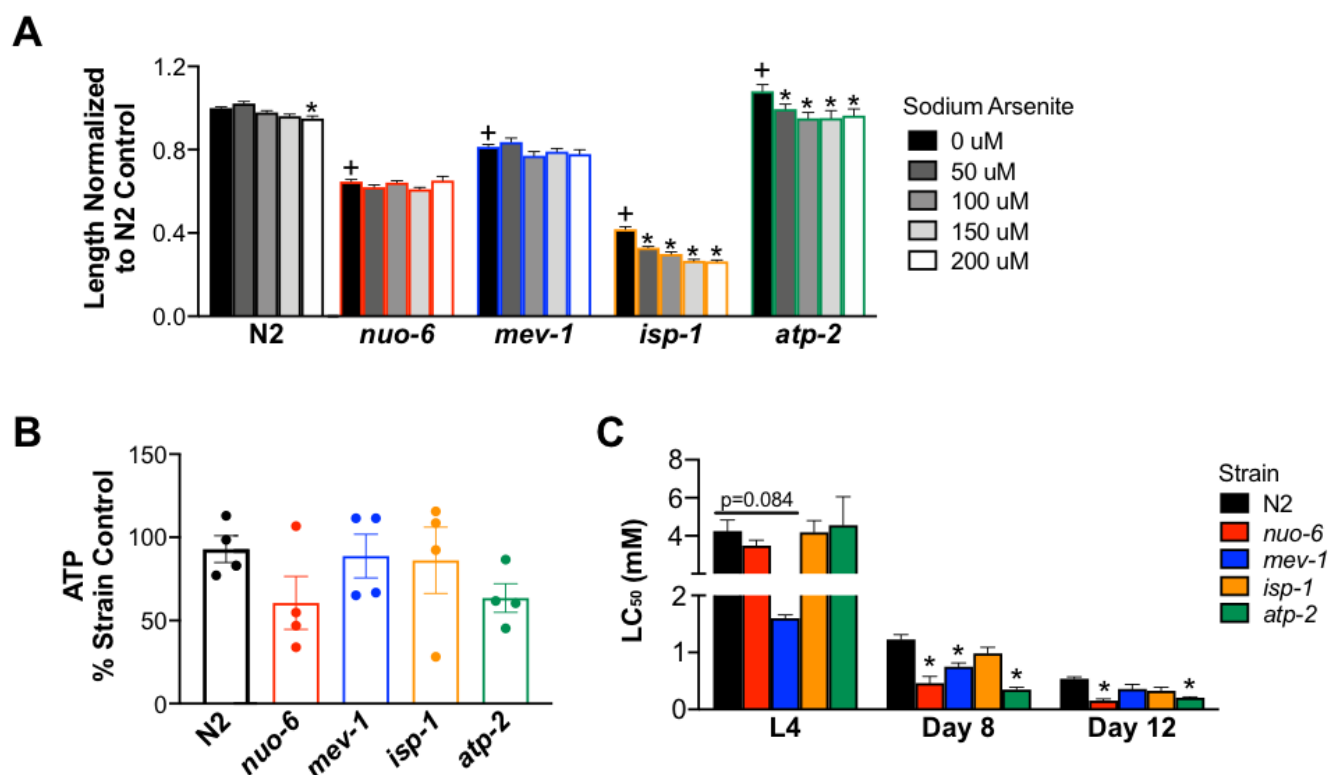 A
Length Normalized
to N2 Control
1.2
0.8
0.4
0.0
*
+
+
+
* * * *
+
* * * *
N2
nuo-6
mev-1
isp-1
atp-2
Sodium Arsenite
0 uM
50 uM
100 uM
150 uM
200 uM
B
ATP
% Strain Control
150
100
50
0
N2
nuo-6
mev-1
isp-1
atp-2
C
LC50 (mM)
8
6
4
2
1
0
p=0.084
* * *
* *
L4
Day 8
Day 12
Strain
N2
nuo-6
mev-1
isp-1
atp-2